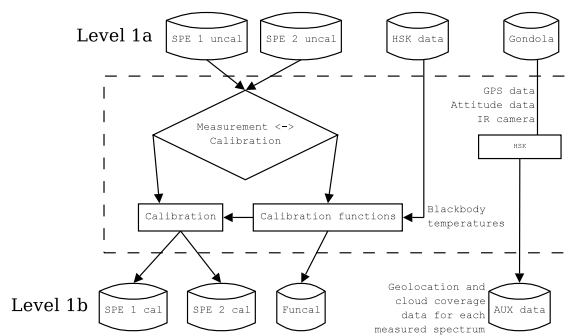 Level 1a
SPE 1 uncal
SPE 2 uncal
HSK data
Gondola
GPS data
Attitude data
IR camera
Measurement <->
Calibration
HSK
Calibration
Calibration functions
Blackbody
temperatures
Level 1b
SPE 1 cal
SPE 2 cal
Funcal
Geolocation and
cloud coverage
data for each
measured spectrum
AUX data